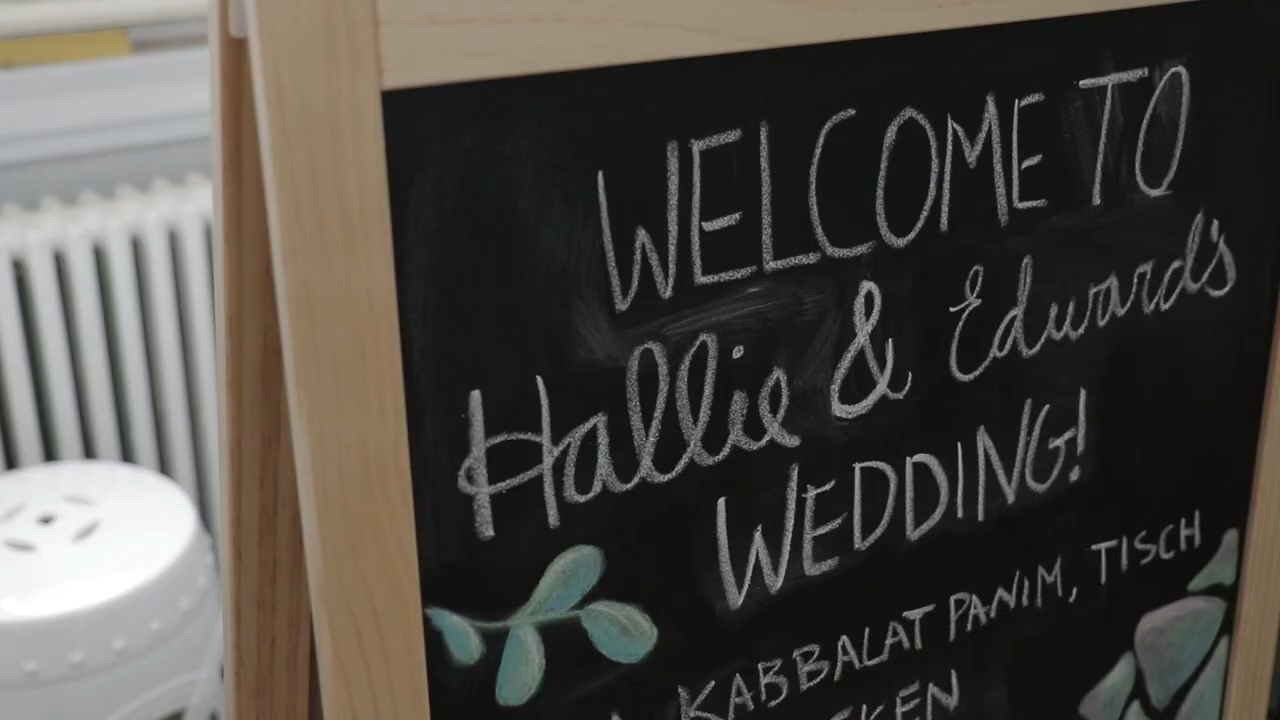 WELCOME TO
Hallie & Edward's
WEDDING!
KABBALAT PANIM, TISCH